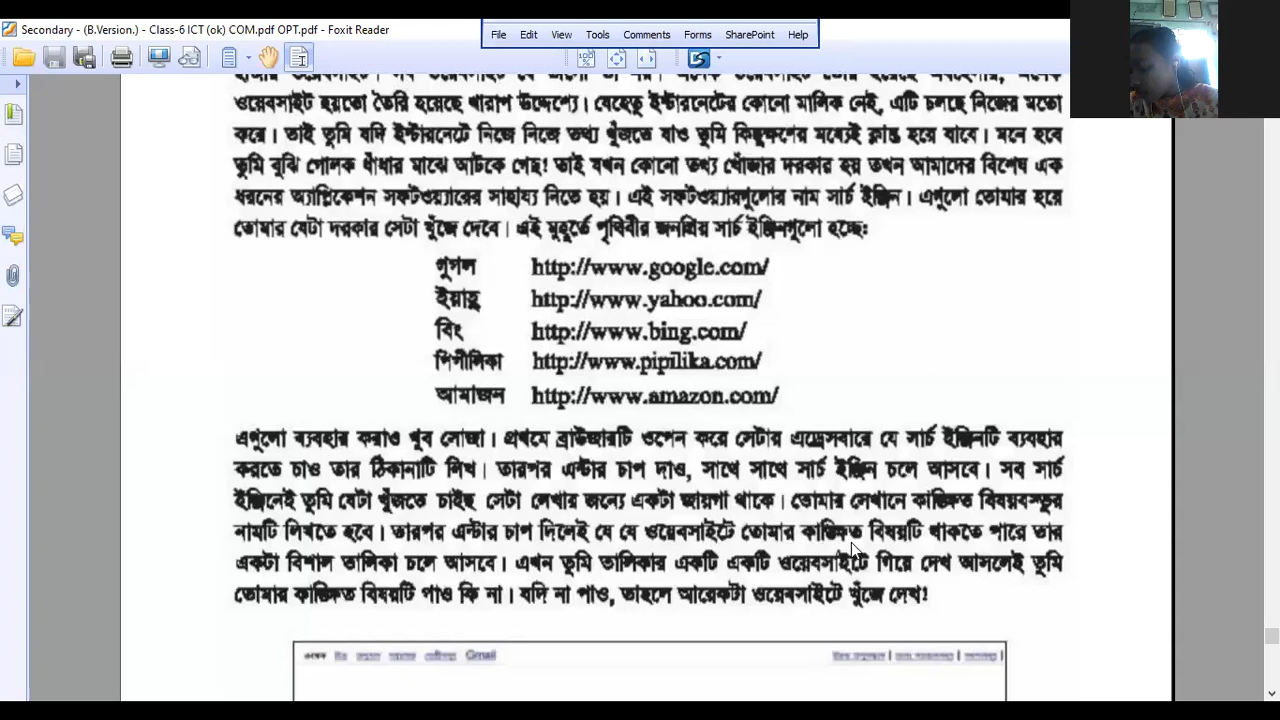 Secondary - (B.Version.) - Class-6 ICT (ok) COM.pdf OPT.pdf - Foxit Reader
File Edit View Tools Comments Forms SharePoint Help
ওয়েবসাইট হয়তো তৈরি হয়েছে খারাপ উদ্দেশ্যে। যেহেতু ইন্টারনেটের কোনো মালিক নেই, এটি চলছে নিজের মতো
করে। তাই তুমি যদি ইন্টারনেটে নিজে নিজে তথ্য খুঁজতে যাও তুমি কিছুক্ষণের মধ্যেই ক্লান্ত হয়ে যাবে। মনে হবে
তুমি বুঝি গোলক ধাঁধার মাঝে আটকে গেছ! তাই যখন কোনো তথ্য খোঁজার দরকার হয় তখন আমাদের বিশেষ এক
ধরনের অ্যাপ্লিকেশন সফটওয়্যারের সাহায্য নিতে হয়। এই সফটওয়্যারগুলোর নাম সার্চ ইঞ্জিন। এগুলো তোমার হয়ে
তোমার যেটা দরকার সেটা খুঁজে দেবে। এই মুহূর্তে পৃথিবীর জনপ্রিয় সার্চ ইঞ্জিনগুলো হচ্ছে:
গুগল http://www.google.com/
ইয়াহু http://www.yahoo.com/
বিং http://www.bing.com/
পিপীলিকা http://www.pipilika.com/
আমাজন http://www.amazon.com/
এগুলো ব্যবহার করাও খুব সোজা। প্রথমে ব্রাউজারটি ওপেন করে সেটার এড্রেসবারে যে সার্চ ইঞ্জিনটি ব্যবহার
করতে চাও তার ঠিকানাটি লিখ। তারপর এন্টার চাপ দাও, সাথে সাথে সার্চ ইঞ্জিন চলে আসবে। সব সার্চ
ইঞ্জিনেই তুমি যেটা খুঁজতে চাইছ সেটা লেখার জন্যে একটা জায়গা থাকে। তোমার সেখানে কাঙ্ক্ষিত বিষয়বস্তুর
নামটি লিখতে হবে। তারপর এন্টার চাপ দিলেই যে যে ওয়েবসাইটে তোমার কাঙ্ক্ষিত বিষয়টি থাকতে পারে তার
একটা বিশাল তালিকা চলে আসবে। এখন তুমি তালিকার একটি একটি ওয়েবসাইটে গিয়ে দেখ আসলেই তুমি
তোমার কাঙ্ক্ষিত বিষয়টি পাও কি না। যদি না পাও, তাহলে আরেকটা ওয়েবসাইটে খুঁজে দেখ!
Gmail